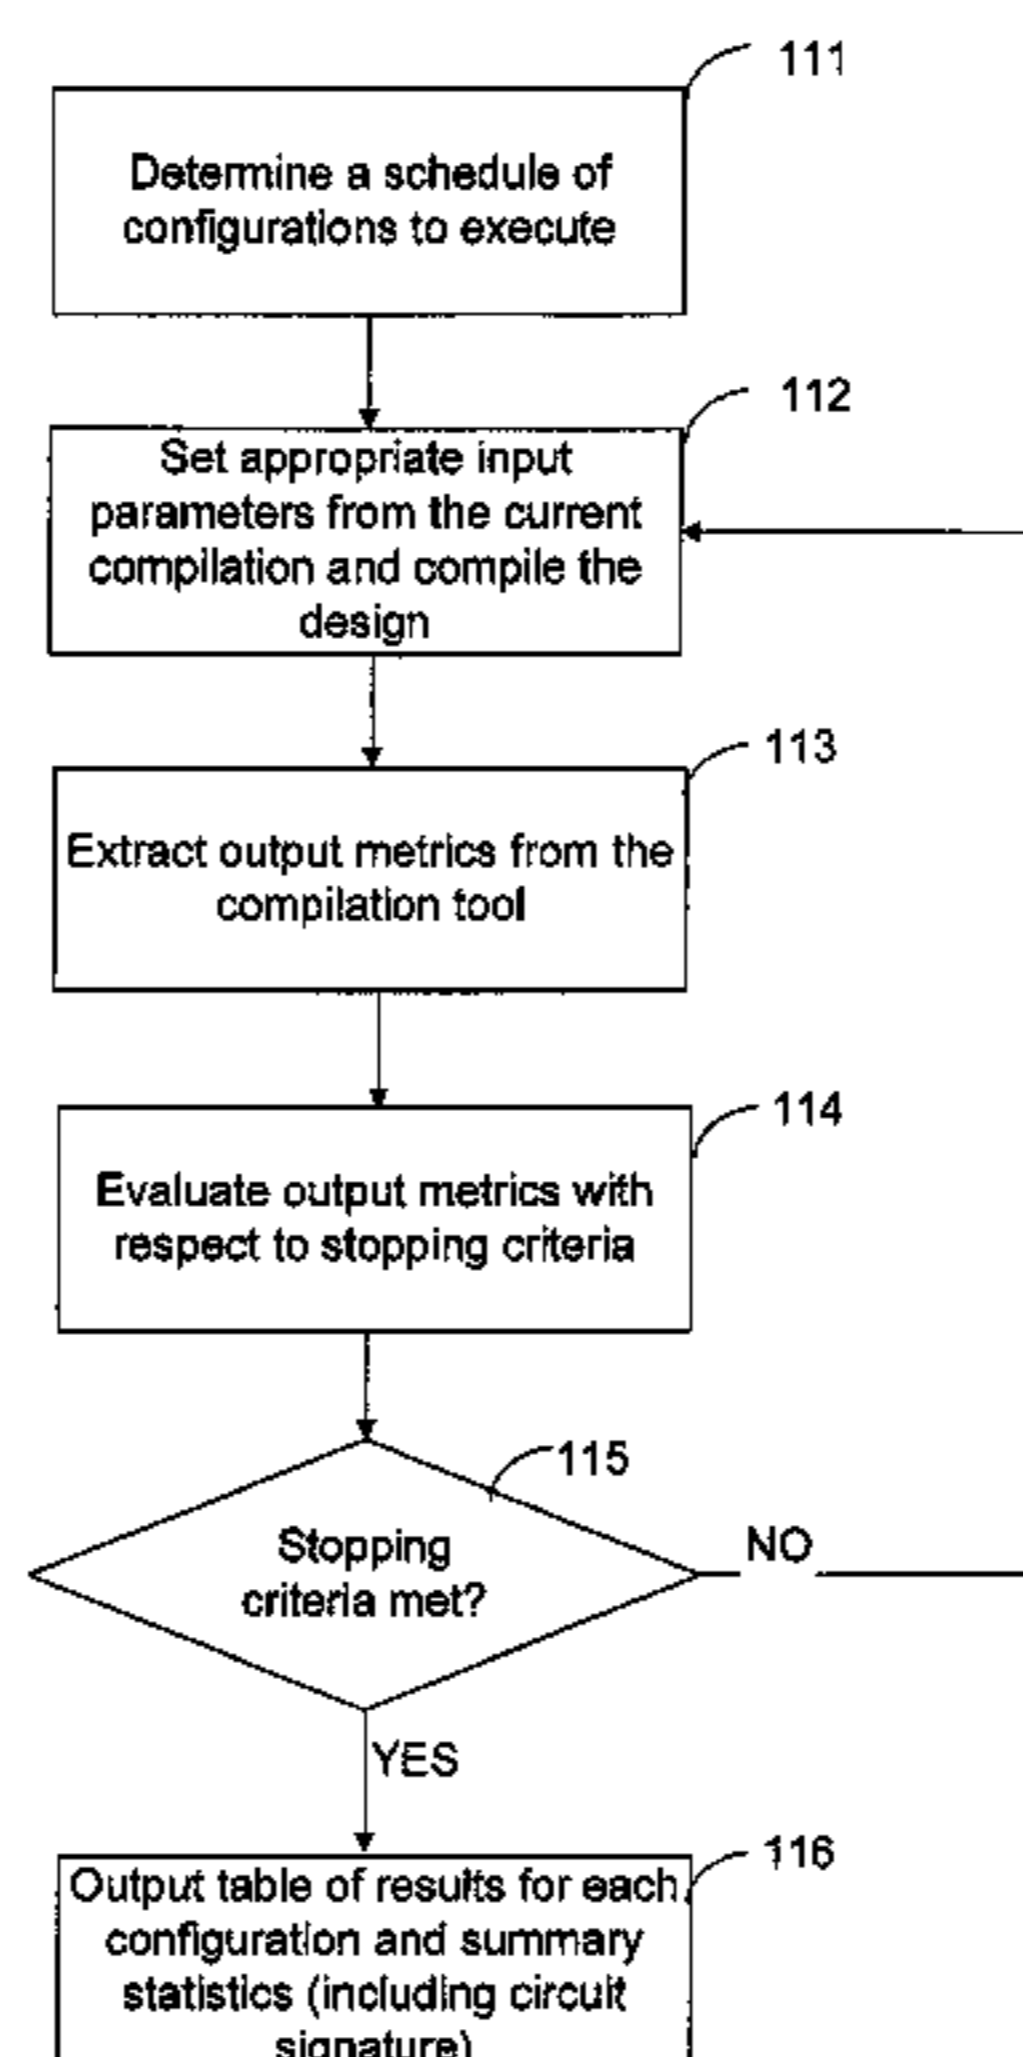 111
Determine a schedule of
configurations to execute
112
Set appropriate input
parameters from the current
compilation and compile the
design
113
Extract output metrics from the
compilation tool
114
Evaluate output metrics with
respect to stopping criteria
115
Stopping
criteria met?
NO
YES
116
Output table of results for each
configuration and summary
statistics (including circuit
signature)